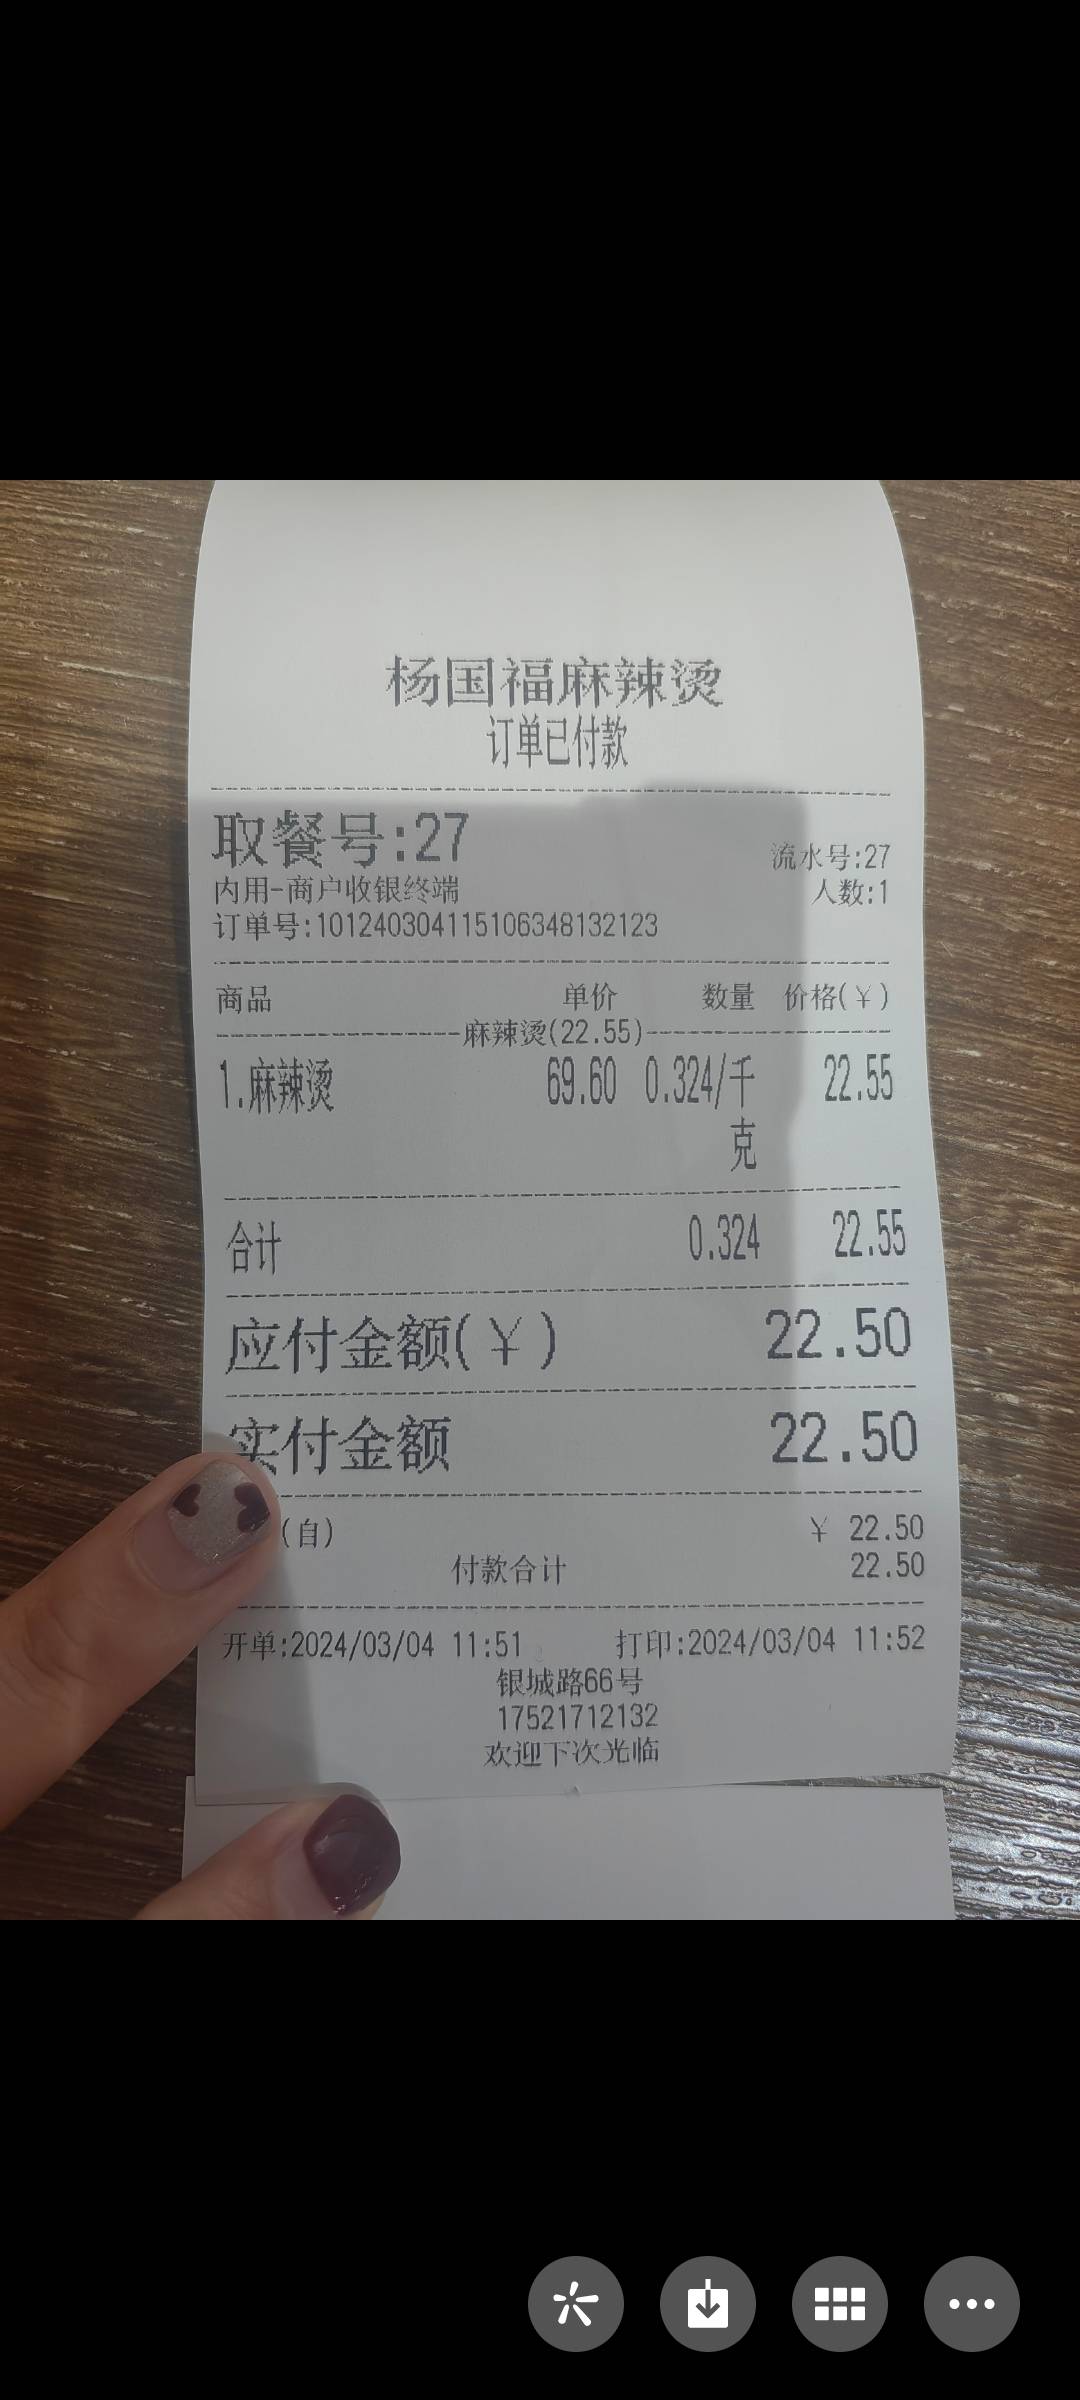 杨国福麻辣烫
订单已付款
取餐号:27
流水号:27
内用-商户收银终端
人数:1
订单号:101240304115106348132123
商品 单价 数量 价格(¥)
麻辣烫(22.55)
1.麻辣烫 69.60 0.324/千克 22.55
合计 0.324 22.55
应付金额(¥) 22.50
实付金额 22.50
(自) ¥ 22.50
付款合计 22.50
开单:2024/03/04 11:51 打印:2024/03/04 11:52
银城路66号
17521712132
欢迎下次光临